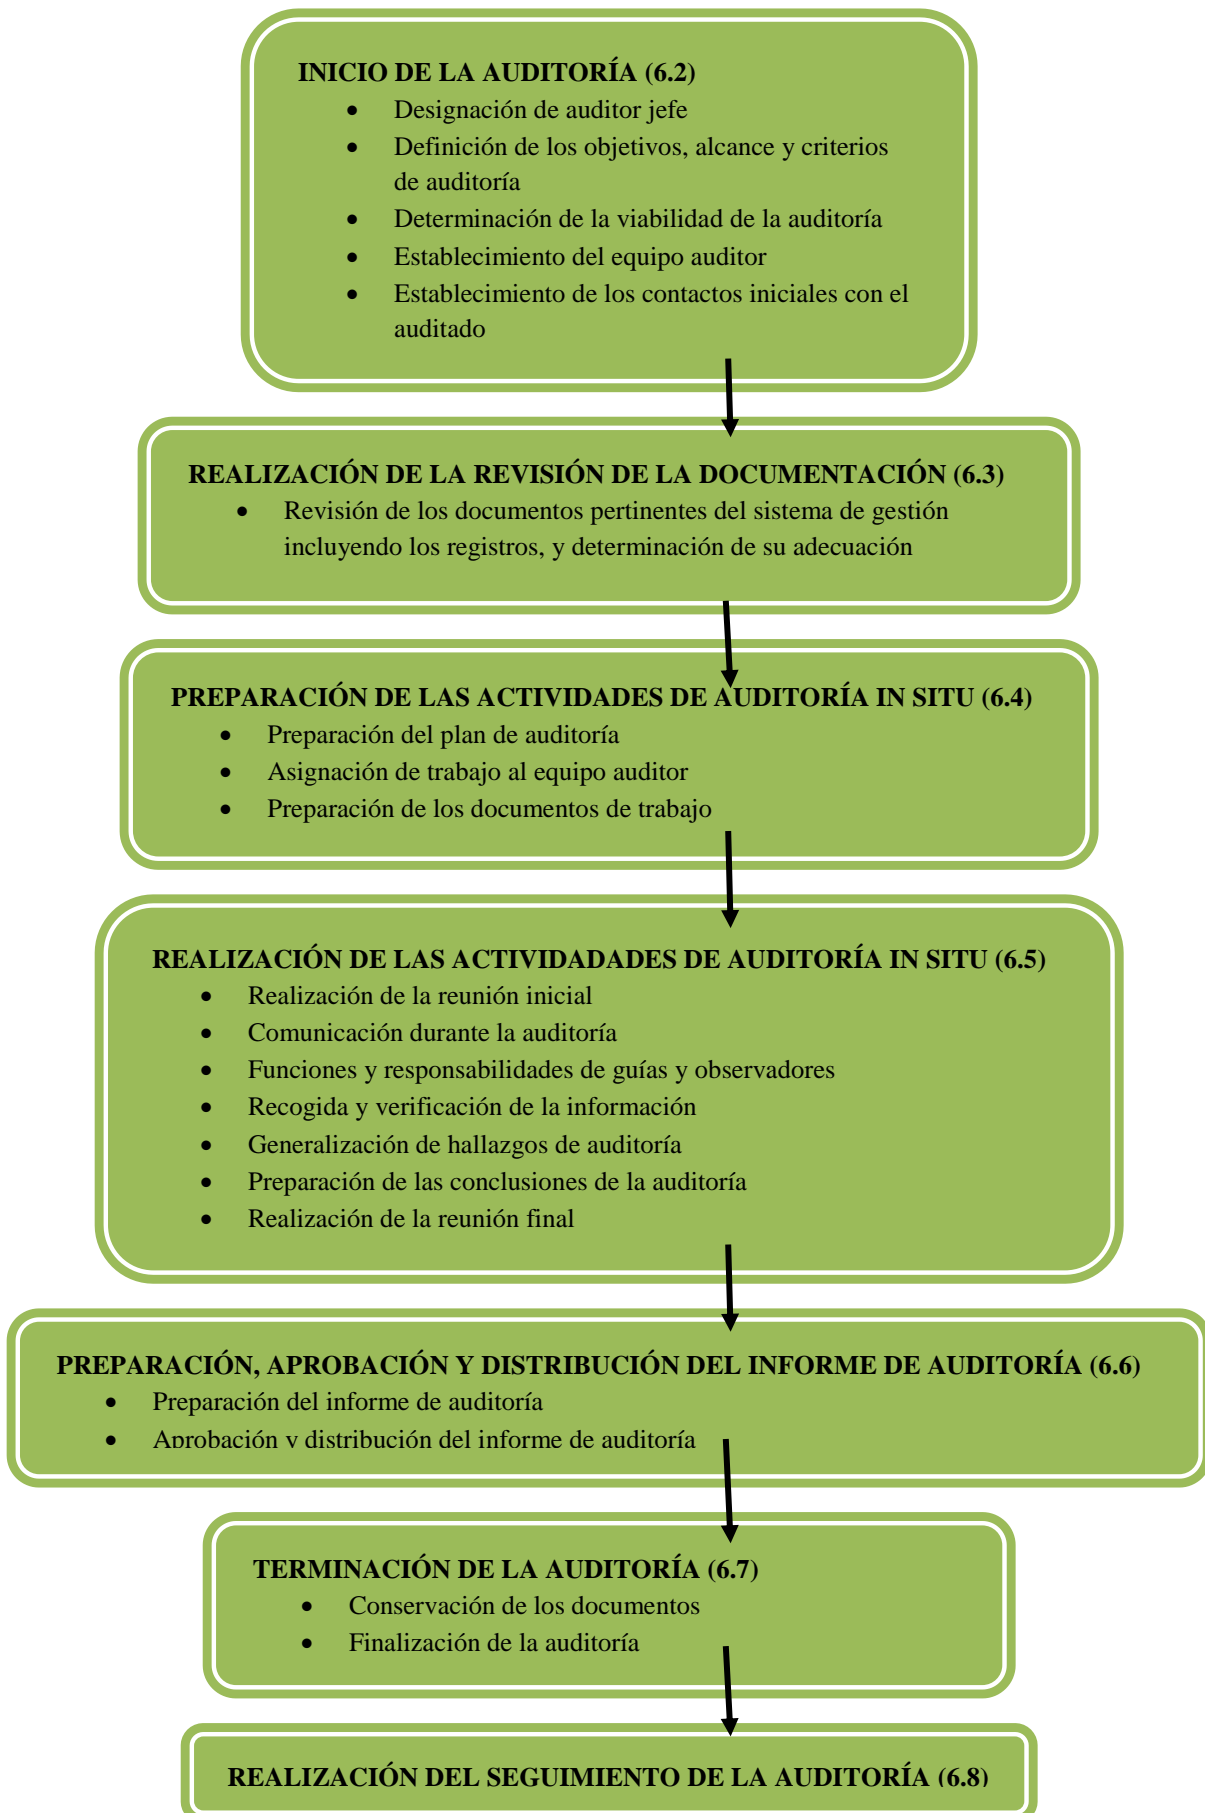 INICIO DE LA AUDITORÍA (6.2)
• Designación de auditor jefe
• Definición de los objetivos, alcance y criterios
de auditoría
• Determinación de la viabilidad de la auditoría
• Establecimiento del equipo auditor
• Establecimiento de los contactos iniciales con el
auditado
REALIZACIÓN DE LA REVISIÓN DE LA DOCUMENTACIÓN (6.3)
• Revisión de los documentos pertinentes del sistema de gestión
incluyendo los registros, y determinación de su adecuación
PREPARACIÓN DE LAS ACTIVIDADES DE AUDITORÍA IN SITU (6.4)
• Preparación del plan de auditoría
• Asignación de trabajo al equipo auditor
• Preparación de los documentos de trabajo
REALIZACIÓN DE LAS ACTIVIDADADES DE AUDITORÍA IN SITU (6.5)
• Realización de la reunión inicial
• Comunicación durante la auditoría
• Funciones y responsabilidades de guías y observadores
• Recogida y verificación de la información
• Generalización de hallazgos de auditoría
• Preparación de las conclusiones de la auditoría
• Realización de la reunión final
PREPARACIÓN, APROBACIÓN Y DISTRIBUCIÓN DEL INFORME DE AUDITORÍA (6.6)
• Preparación del informe de auditoría
• Aprobación y distribución del informe de auditoría
TERMINACIÓN DE LA AUDITORÍA (6.7)
• Conservación de los documentos
• Finalización de la auditoría
REALIZACIÓN DEL SEGUIMIENTO DE LA AUDITORÍA (6.8)